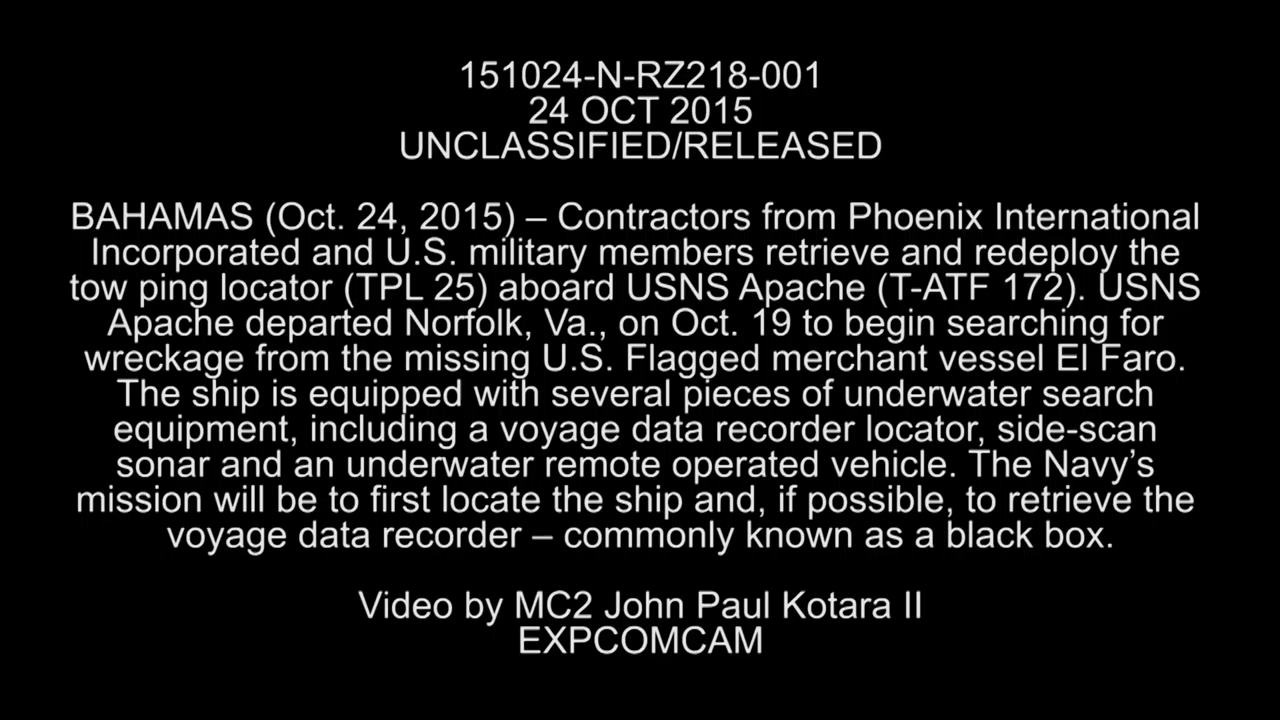 151024-N-RZ218-001
24 OCT 2015
UNCLASSIFIED/RELEASED
BAHAMAS (Oct. 24, 2015) – Contractors from Phoenix International
Incorporated and U.S. military members retrieve and redeploy the
tow ping locator (TPL 25) aboard USNS Apache (T-ATF 172). USNS
Apache departed Norfolk, Va., on Oct. 19 to begin searching for
wreckage from the missing U.S. Flagged merchant vessel El Faro.
The ship is equipped with several pieces of underwater search
equipment, including a voyage data recorder locator, side-scan
sonar and an underwater remote operated vehicle. The Navy’s
mission will be to first locate the ship and, if possible, to retrieve the
voyage data recorder – commonly known as a black box.
Video by MC2 John Paul Kotara II
EXPCOMCAM